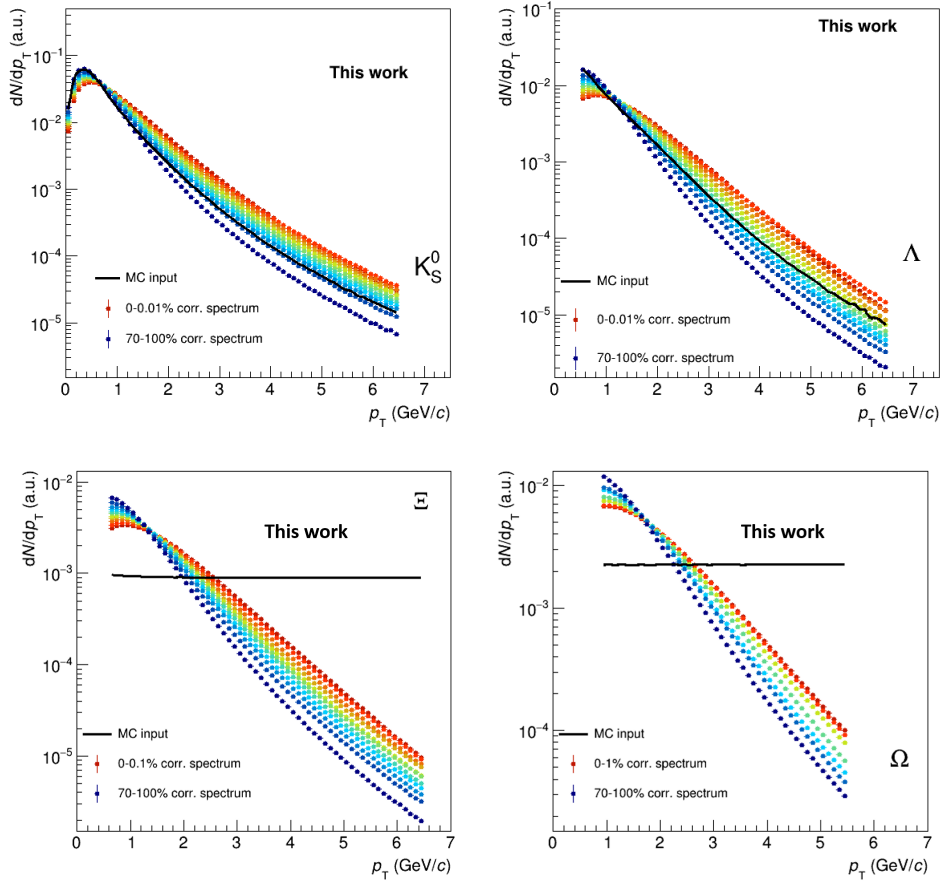 dN/dpT (a.u.)
This work
10⁻¹
10⁻²
10⁻³
10⁻⁴
10⁻⁵
K⁰S
MC input
0-0.01% corr. spectrum
70-100% corr. spectrum
0 1 2 3 4 5 6 7
pT (GeV/c)
dN/dpT (a.u.)
This work
10⁻¹
10⁻²
10⁻³
10⁻⁴
10⁻⁵
Λ
MC input
0-0.01% corr. spectrum
70-100% corr. spectrum
0 1 2 3 4 5 6 7
pT (GeV/c)
dN/dpT (a.u.)
Ξ
This work
10⁻²
10⁻³
10⁻⁴
10⁻⁵
MC input
0-0.1% corr. spectrum
70-100% corr. spectrum
0 1 2 3 4 5 6 7
pT (GeV/c)
dN/dpT (a.u.)
This work
10⁻²
10⁻³
10⁻⁴
MC input
0-1% corr. spectrum
70-100% corr. spectrum
Ω
0 1 2 3 4 5 6 7
pT (GeV/c)